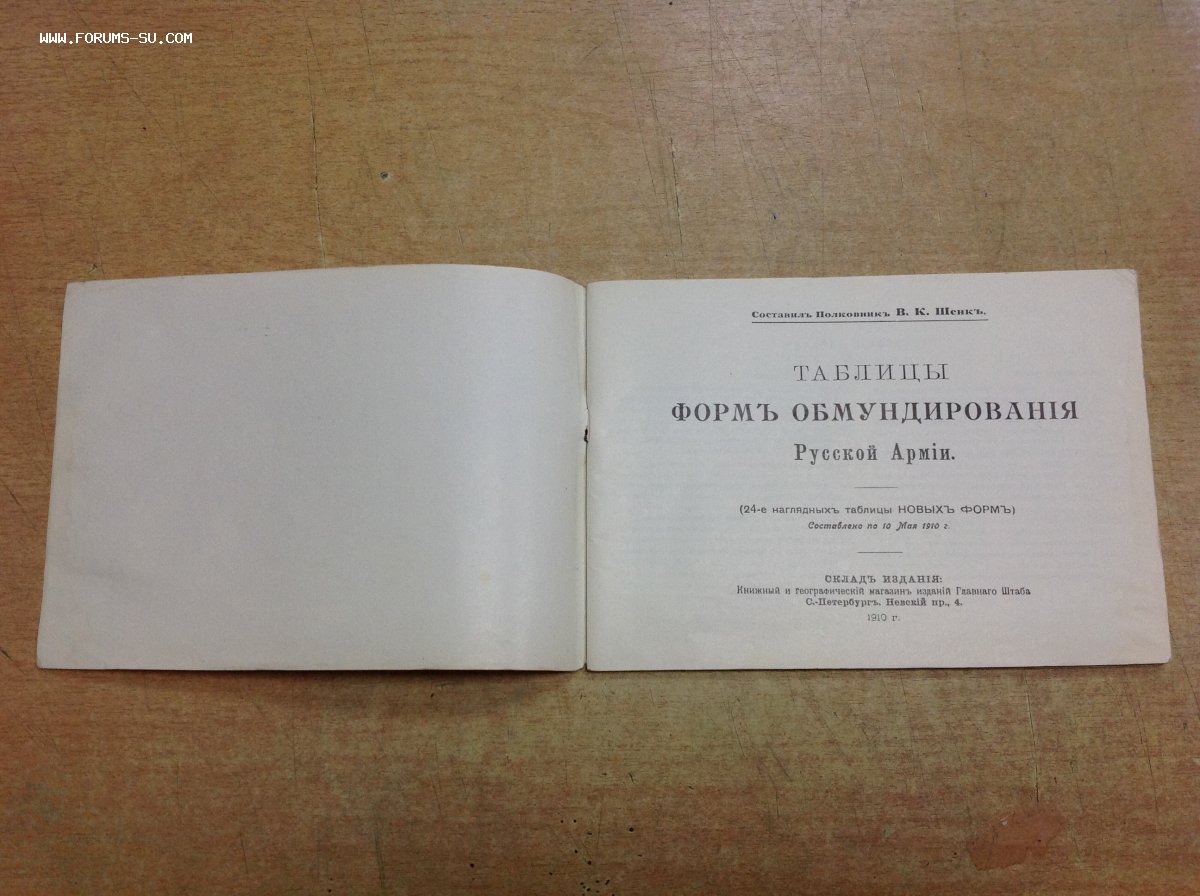 WWW.FORUMS-SU.COM
Составилъ Полковникъ В. К. Шенкъ.
ТАБЛИЦЫ
ФОРМЪ ОБМУНДИРОВАНІЯ
Русской Арміи.
(24-е наглядныхъ таблицы НОВЫХЪ ФОРМЪ)
Составлено по 10 Мая 1910 г.
СКЛАДЪ ИЗДАНІЯ:
Книжный и географическій магазинъ изданій Главнаго Штаба
С.-Петербургъ. Невскій пр., 4.
1910 г.